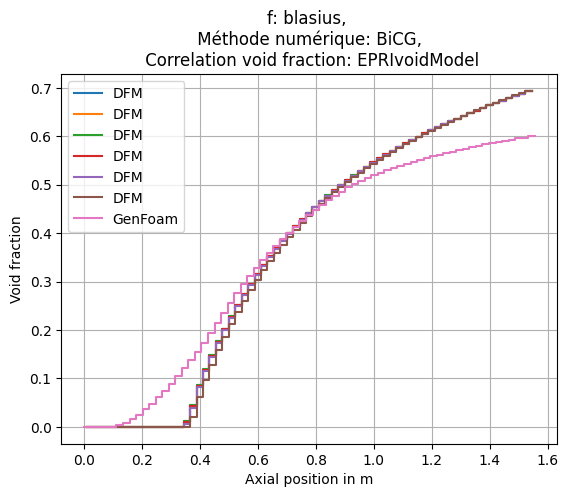 f: blasius,
Méthode numérique: BiCG,
Correlation void fraction: EPRIvoidModel
DFM
DFM
DFM
DFM
DFM
DFM
GenFoam
Void fraction
0.7
0.6
0.5
0.4
0.3
0.2
0.1
0.0
0.0 0.2 0.4 0.6 0.8 1.0 1.2 1.4 1.6
Axial position in m